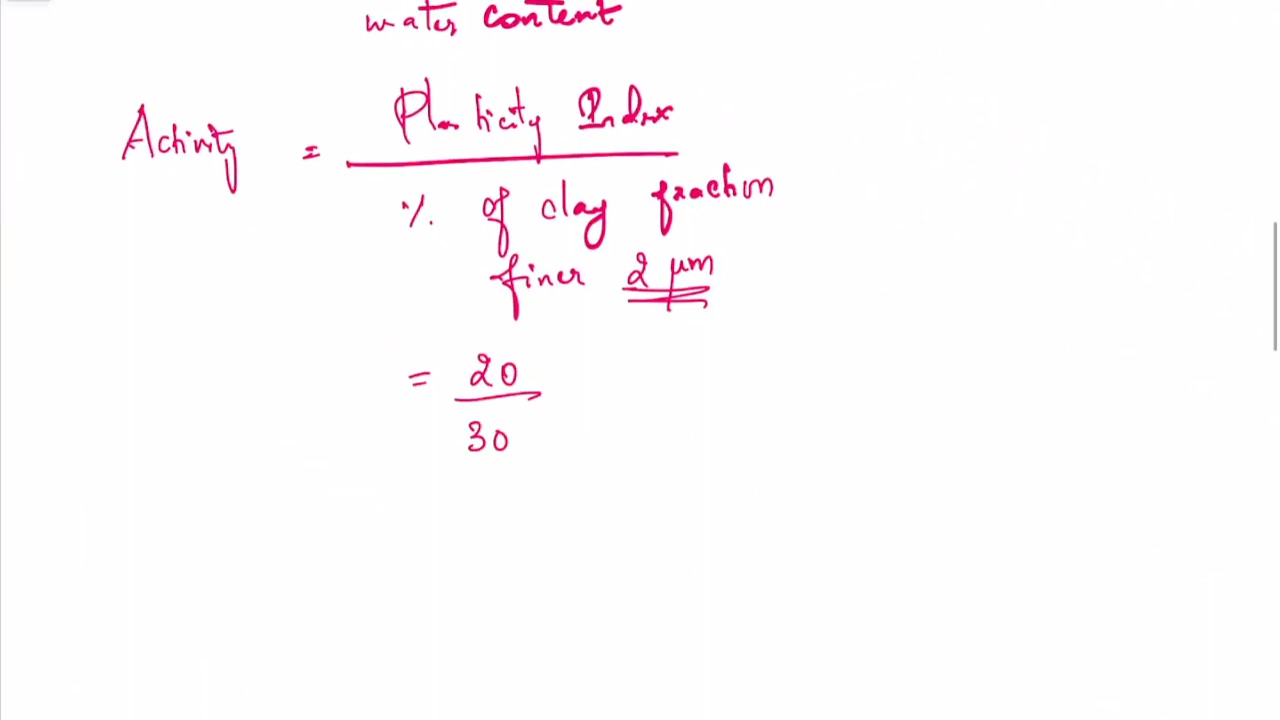 water content
Activity = Plasticity Index
% of clay fraction
finer 2 μm
= 20
30